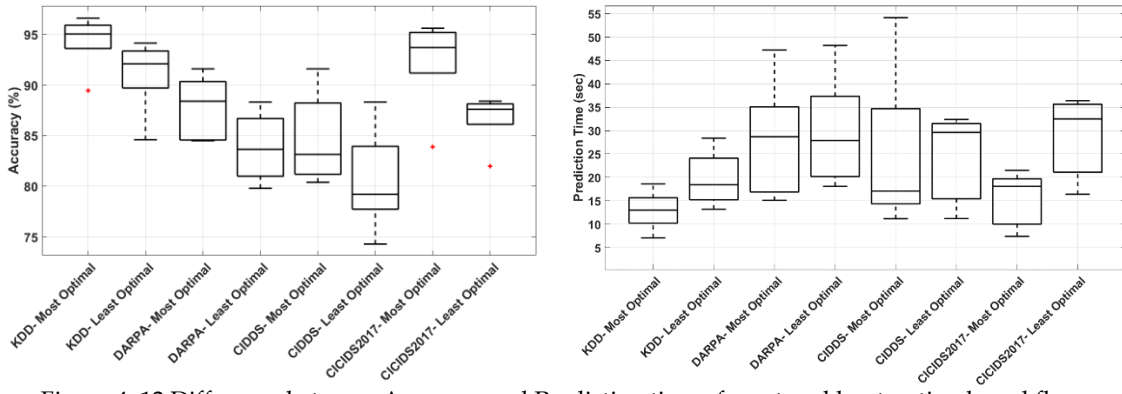 95
90
85
80
75
Accuracy (%)
KDD- Most Optimal
KDD- Least Optimal
DARPA- Most Optimal
DARPA- Least Optimal
CIDDS- Most Optimal
CIDDS- Least Optimal
CICIDS2017- Most Optimal
CICIDS2017- Least Optimal
55
50
45
40
35
30
25
20
15
10
5
Prediction Time (sec)
KDD- Most Optimal
KDD- Least Optimal
DARPA- Most Optimal
DARPA- Least Optimal
CIDDS- Most Optimal
CIDDS- Least Optimal
CICIDS2017- Most Optimal
CICIDS2017- Least Optimal